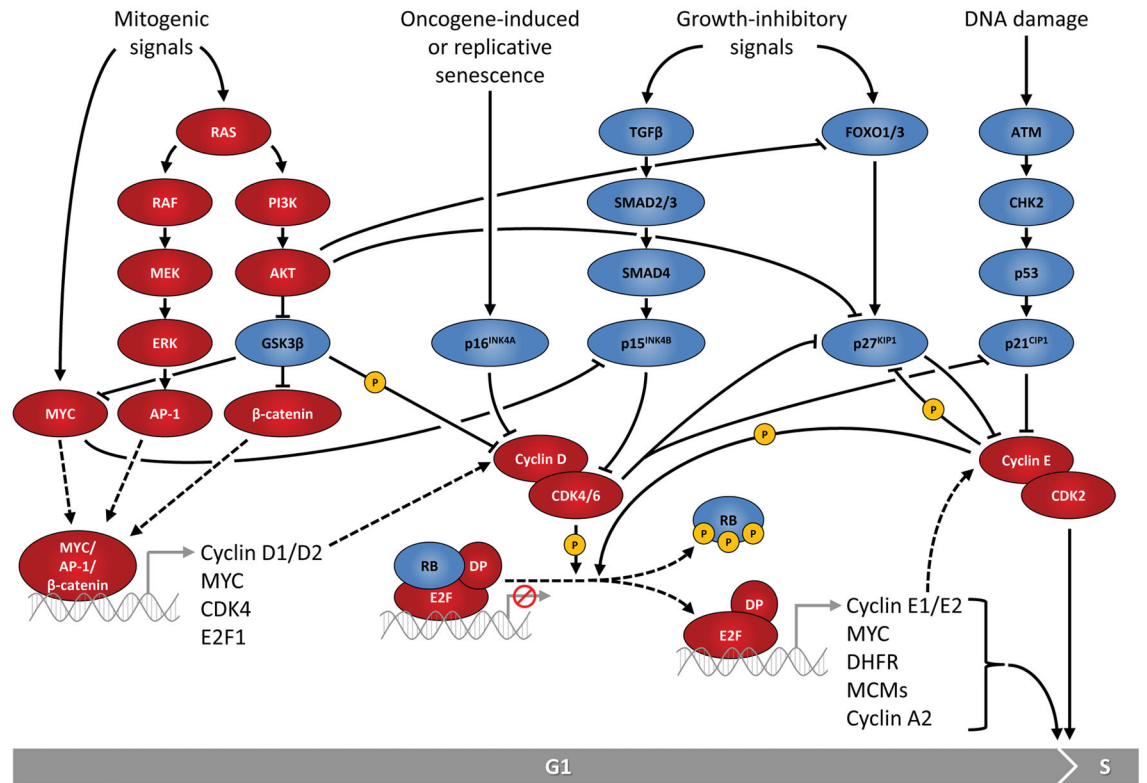 Mitogenic
signals
Oncogene-induced
or replicative
senescence
Growth-inhibitory
signals
DNA damage
RAS
TGFβ
FOXO1/3
ATM
RAF
PI3K
SMAD2/3
CHK2
MEK
AKT
SMAD4
p53
ERK
GSK3β
p16INK4A
p15INK4B
p27KIP1
p21CIP1
P
MYC
AP-1
β-catenin
P
P
Cyclin D
CDK4/6
Cyclin E
CDK2
P
RB
P
P
P
MYC/
AP-1/
β-catenin
Cyclin D1/D2
MYC
CDK4
E2F1
RB
DP
E2F
DP
E2F
Cyclin E1/E2
MYC
DHFR
MCMs
Cyclin A2
G1
S